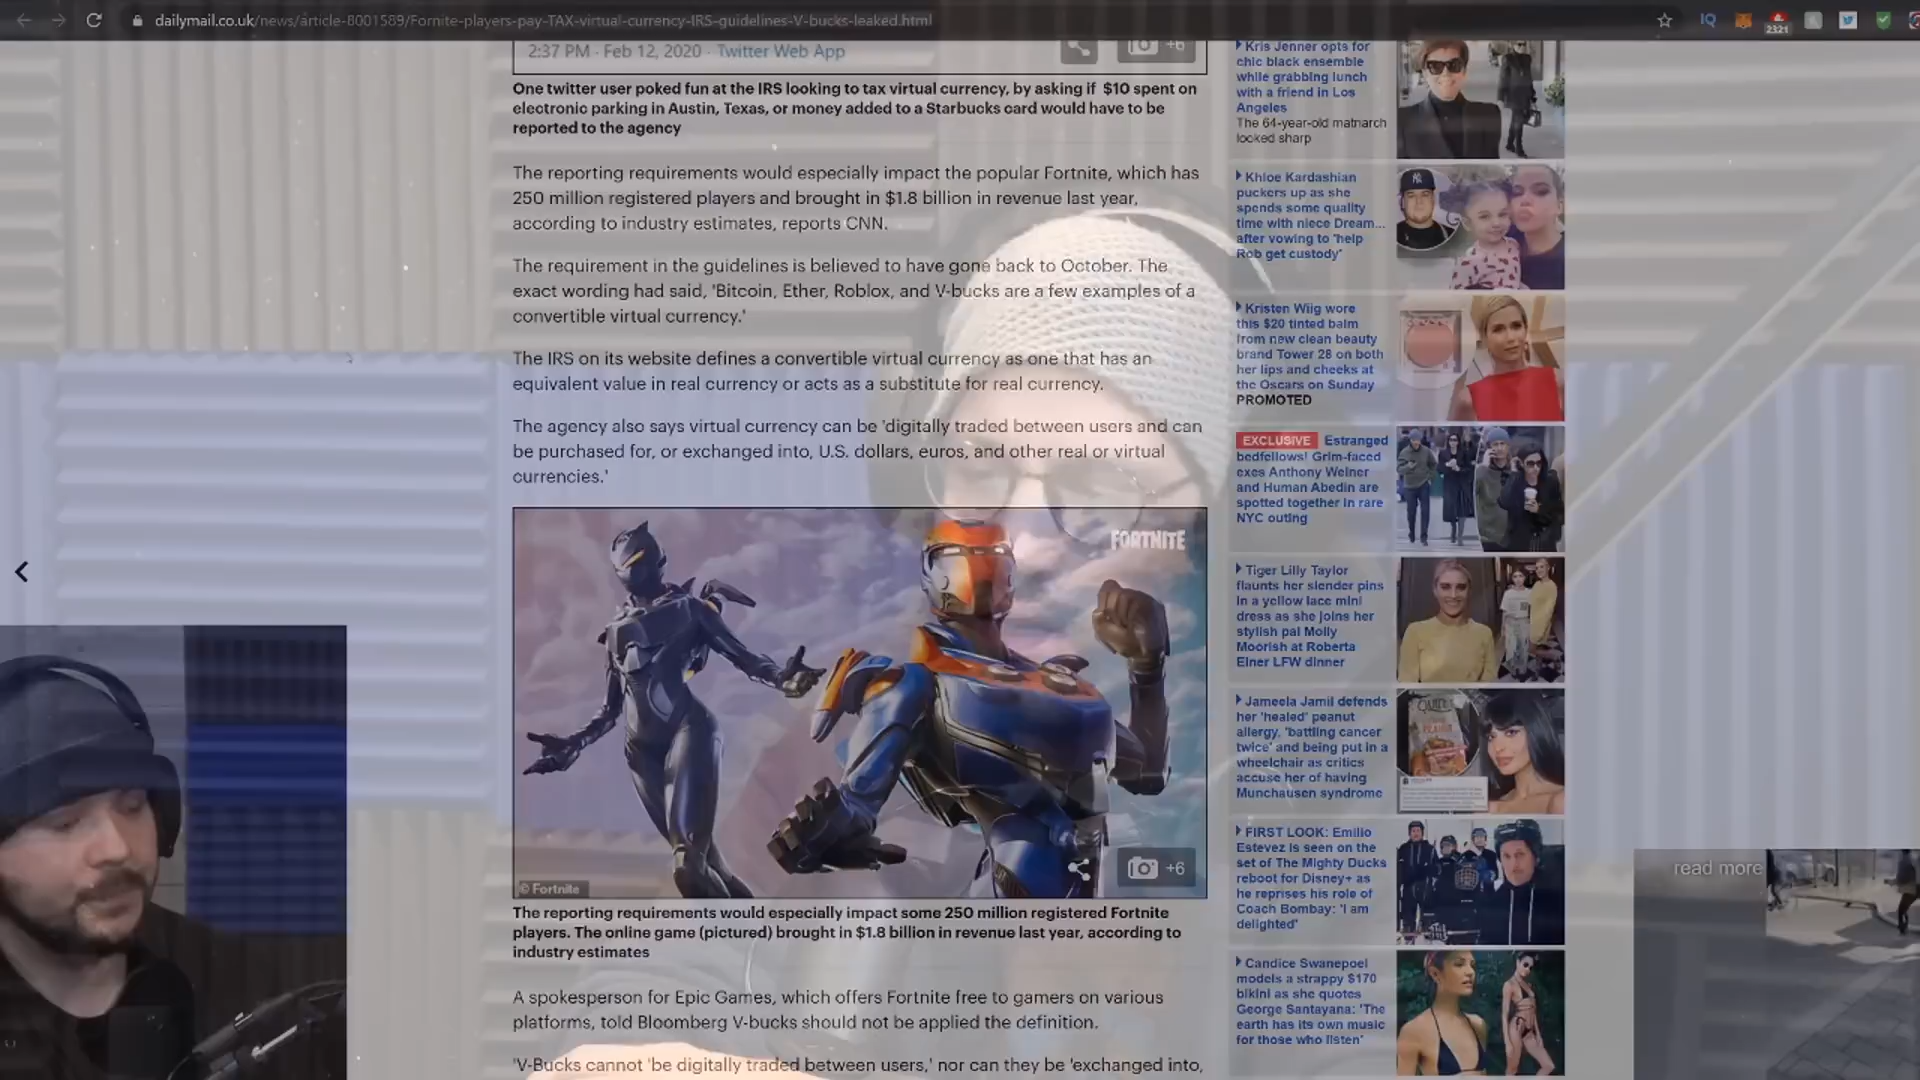 dailymail.co.uk/news/article-8001589/Fornite-players-pay-TAX-virtual-currency-IRS-guidelines-V-bucks-leaked.html
2321
2:37 PM · Feb 12, 2020 · Twitter Web App
+6
One twitter user poked fun at the IRS looking to tax virtual currency, by asking if $10 spent on
electronic parking in Austin, Texas, or money added to a Starbucks card would have to be
reported to the agency
The reporting requirements would especially impact the popular Fortnite, which has
250 million registered players and brought in $1.8 billion in revenue last year,
according to industry estimates, reports CNN.
The requirement in the guidelines is believed to have gone back to October. The
exact wording had said, 'Bitcoin, Ether, Roblox, and V-bucks are a few examples of a
convertible virtual currency.'
The IRS on its website defines a convertible virtual currency as one that has an
equivalent value in real currency or acts as a substitute for real currency.
The agency also says virtual currency can be 'digitally traded between users and can
be purchased for, or exchanged into, U.S. dollars, euros, and other real or virtual
currencies.'
FORTNITE
+6
© Fortnite
The reporting requirements would especially impact some 250 million registered Fortnite
players. The online game (pictured) brought in $1.8 billion in revenue last year, according to
industry estimates
A spokesperson for Epic Games, which offers Fortnite free to gamers on various
platforms, told Bloomberg V-bucks should not be applied the definition.
'V-Bucks cannot 'be digitally traded between users,' nor can they be 'exchanged into,
Kris Jenner opts for
chic black ensemble
while grabbing lunch
with a friend in Los
Angeles
The 64-year-old matriarch
looked sharp
Khloe Kardashian
puckers up as she
spends some quality
time with niece Dream...
after vowing to 'help
Rob get custody'
Kristen Wiig wore
this $20 tinted balm
from new clean beauty
brand Tower 28 on both
her lips and cheeks at
the Oscars on Sunday
PROMOTED
EXCLUSIVE Estranged
bedfellows! Grim-faced
exes Anthony Weiner
and Human Abedin are
spotted together in rare
NYC outing
Tiger Lilly Taylor
flaunts her slender pins
in a yellow lace mini
dress as she joins her
stylish pal Molly
Moorish at Roberta
Einer LFW dinner
Jameela Jamil defends
her 'healed' peanut
allergy, 'battling cancer
twice' and being put in a
wheelchair as critics
accuse her of having
Munchausen syndrome
FIRST LOOK: Emilio
Estevez is seen on the
set of The Mighty Ducks
reboot for Disney+ as
he reprises his role of
Coach Bombay: 'I am
delighted'
Candice Swanepoel
models a strappy $170
bikini as she quotes
George Santayana: 'The
earth has its own music
for those who listen'
read more